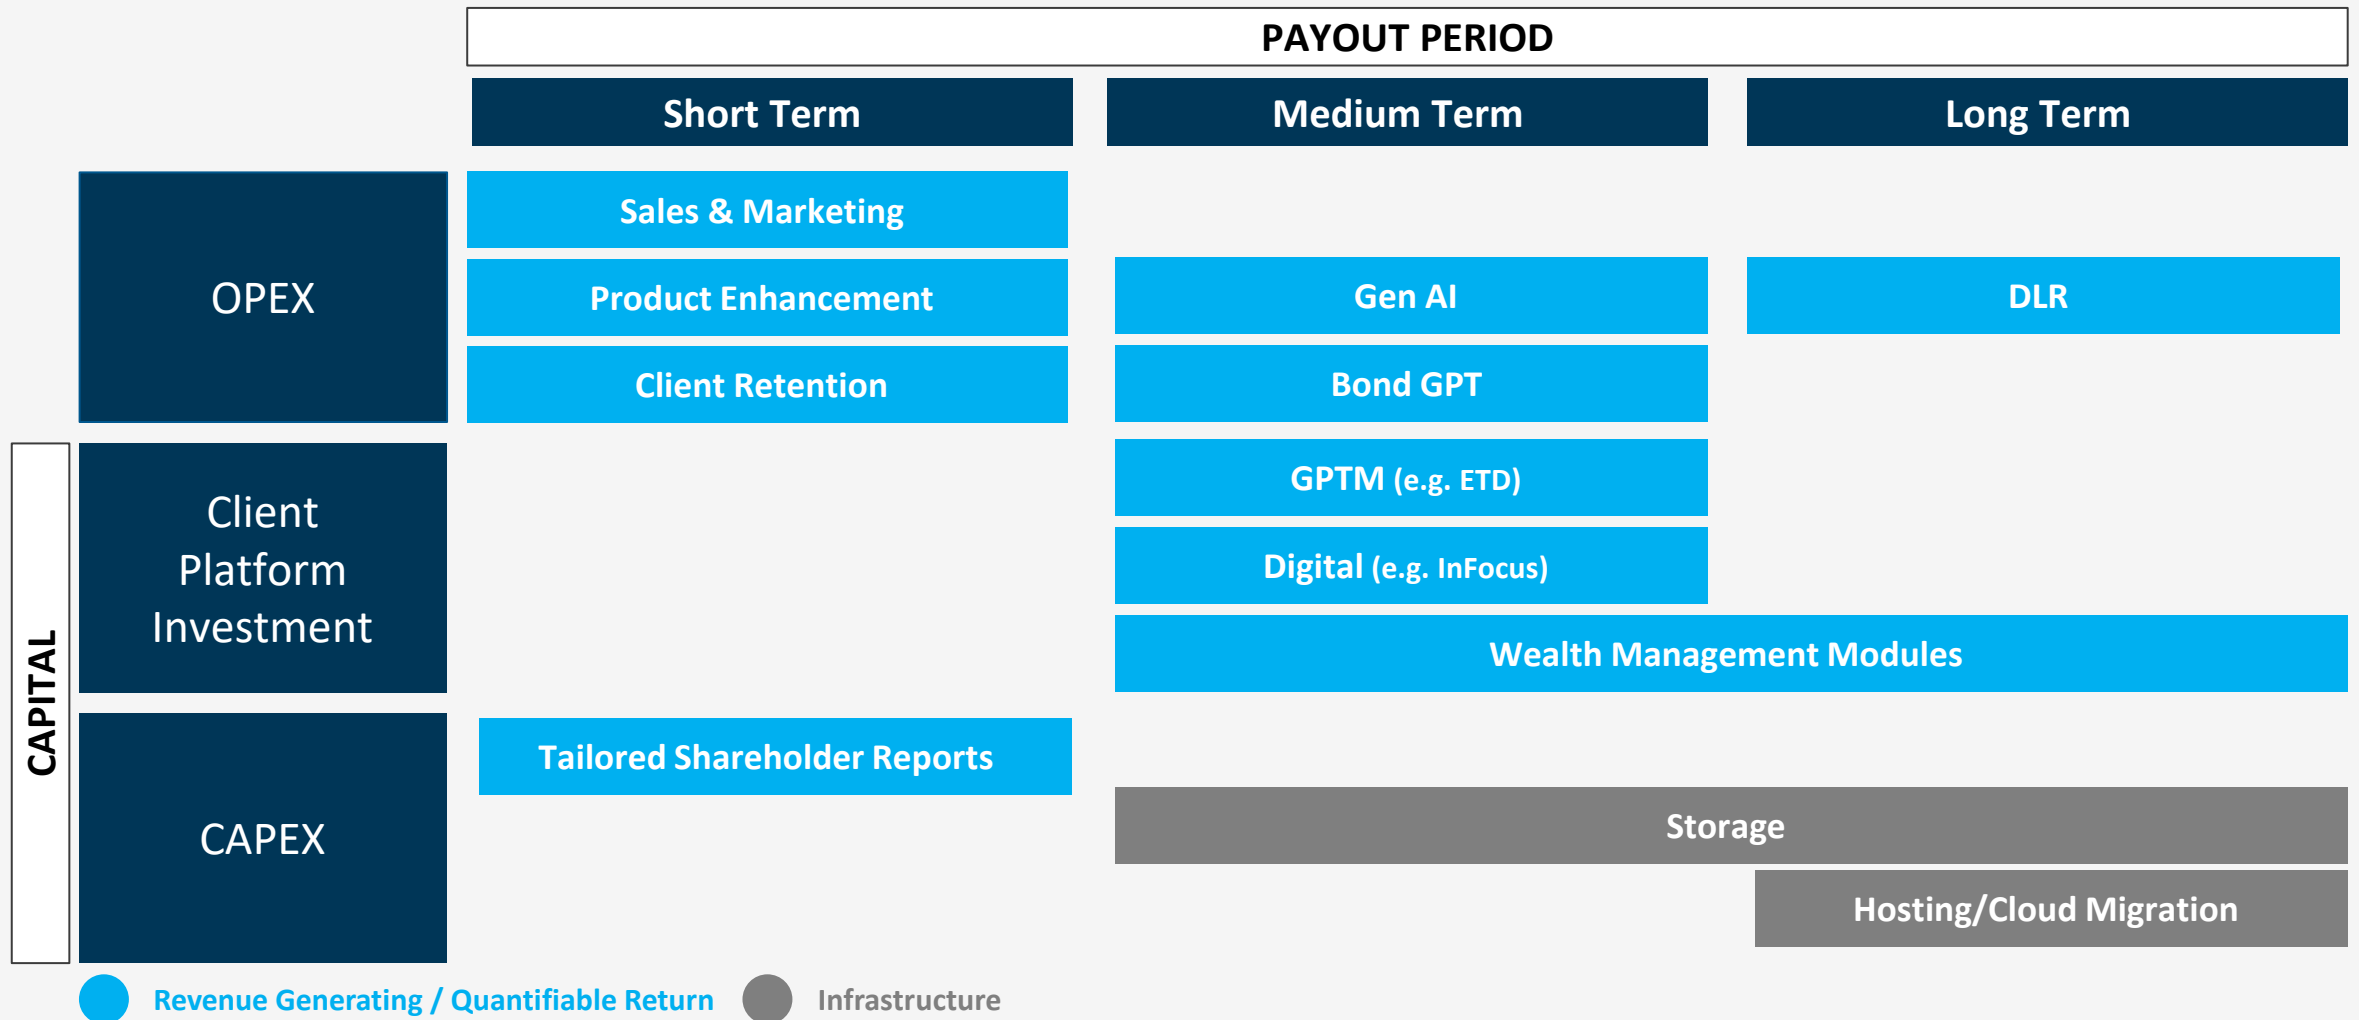 PAYOUT PERIOD
Short Term
Medium Term
Long Term
OPEX
Sales & Marketing
Product Enhancement
Gen AI
DLR
Client Retention
Bond GPT
CAPITAL
Client
Platform
Investment
GPTM (e.g. ETD)
Digital (e.g. InFocus)
Wealth Management Modules
CAPEX
Tailored Shareholder Reports
Storage
Hosting/Cloud Migration
Revenue Generating / Quantifiable Return
Infrastructure